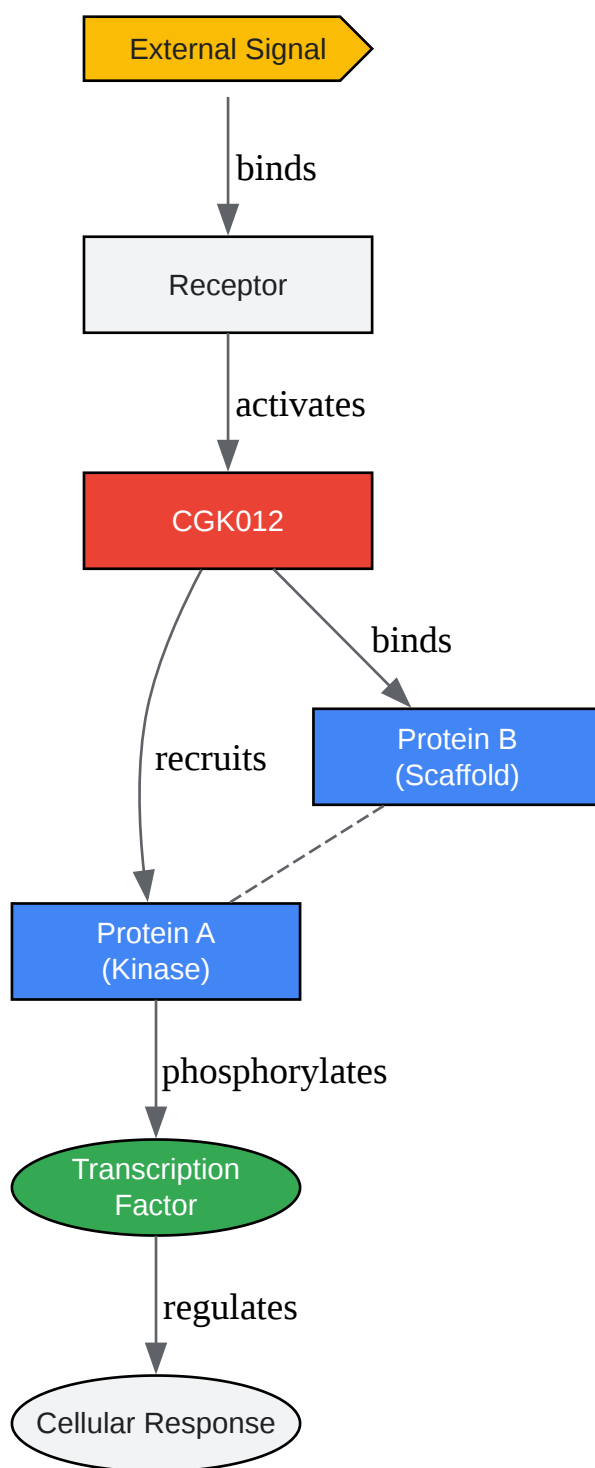 External Signal
binds
Receptor
activates
CGK012
binds
Protein B
(Scaffold)
recruits
Protein A
(Kinase)
phosphorylates
Transcription
Factor
regulates
Cellular Response